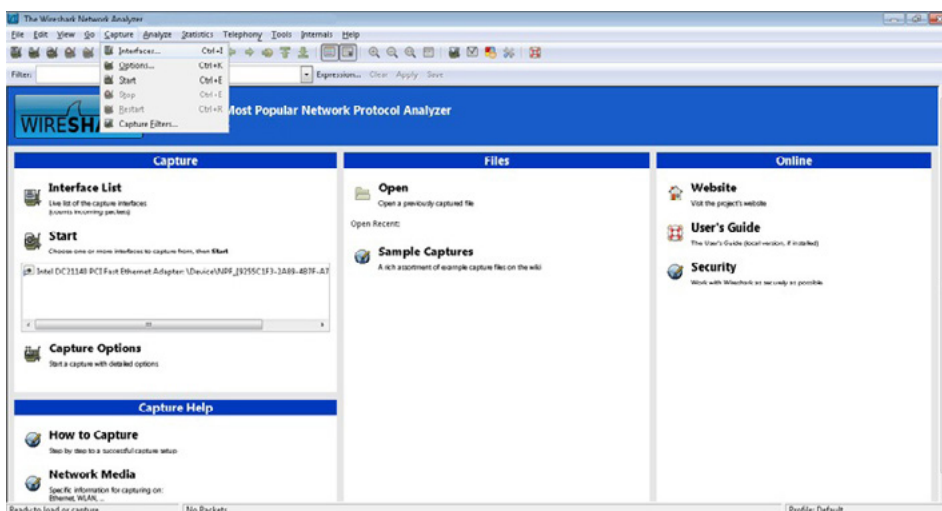 The Wireshark Network Analyzer
File Edit View Go Capture Analyze Statistics Telephony Tools Internals Help
Interfaces... Ctrl+I
Options... Ctrl+K
Start Ctrl+E
Stop Ctrl+E
Restart Ctrl+R
Capture Filters...
Filter: Expression... Clear Apply Save
WIRESHA
Most Popular Network Protocol Analyzer
Capture
Interface List
Live list of the capture interfaces
(counts incoming packets)
Start
Choose one or more interfaces to capture from, then Start
Intel DC21140 PCI Fast Ethernet Adapter: \Device\NPF_
Capture Options
Start a capture with detailed options
Capture Help
How to Capture
Step by step to a successful capture setup
Network Media
Specific information for capturing on:
Ethernet, WLAN, ...
Files
Open
Open a previously captured file
Open Recent:
Sample Captures
A rich assortment of example capture files on the wiki
Online
Website
Visit the project's website
User's Guide
The User's Guide (local version, if installed)
Security
Work with Wireshark as securely as possible
Ready to load or capture
No Packets
Profile: Default